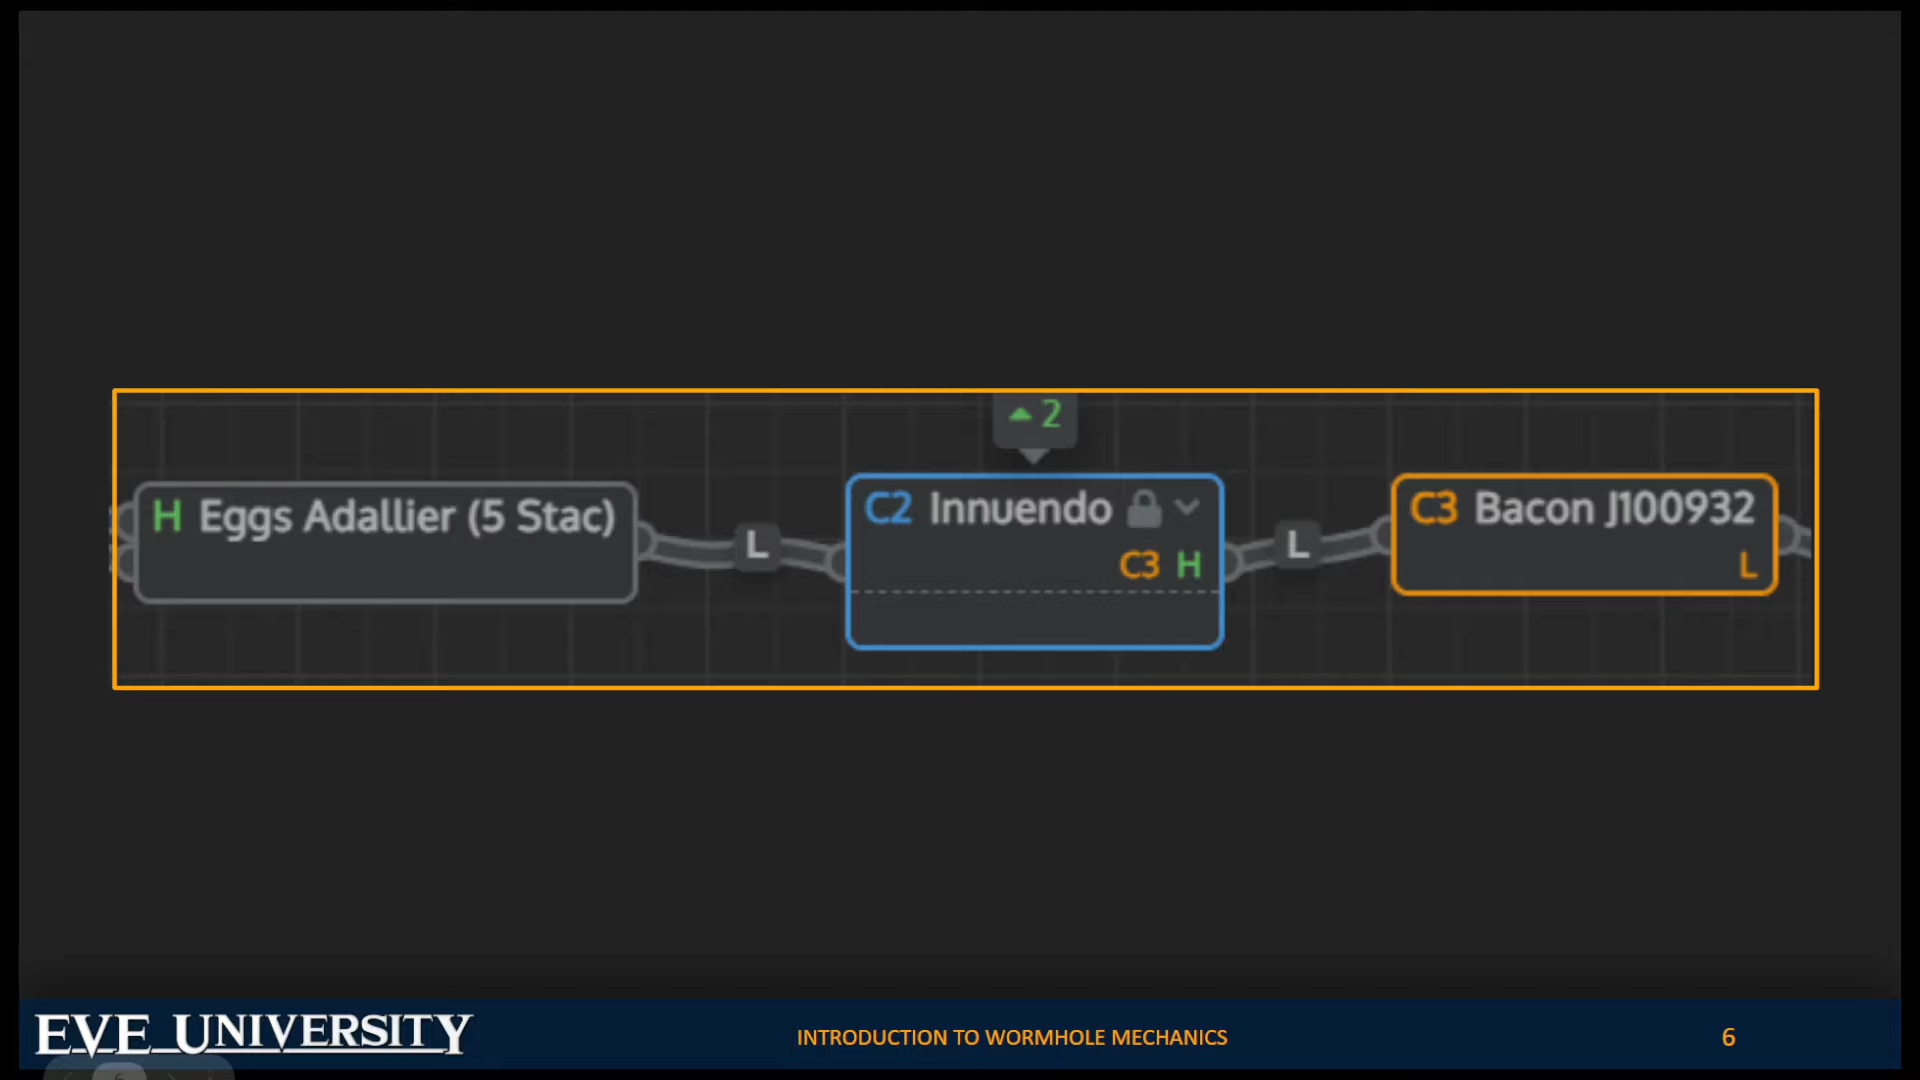 2
H Eggs Adallier (5 Stac)
L
C2 Innuendo
C3 H
L
C3 Bacon J100932
L
EVE UNIVERSITY
INTRODUCTION TO WORMHOLE MECHANICS
6